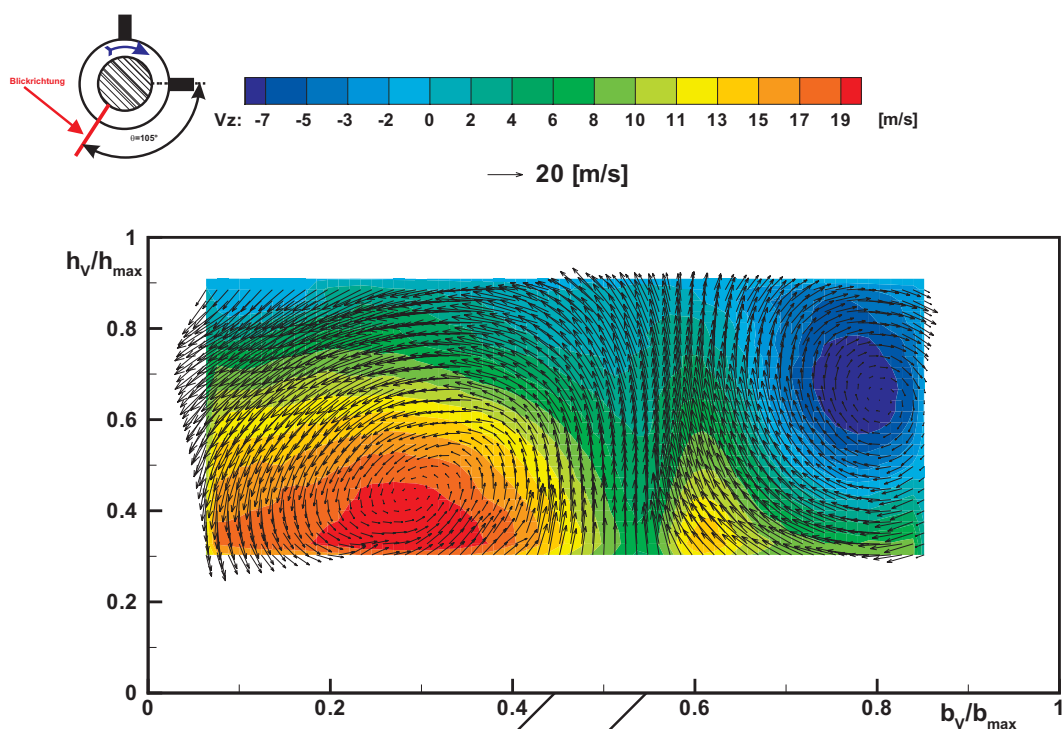 Blickrichtung
θ=105°
Vz: -7 -5 -3 -2 0 2 4 6 8 10 11 13 15 17 19 [m/s]
20 [m/s]
1
hV/hmax
0.8
0.6
0.4
0.2
0
0 0.2 0.4 0.6 0.8 bV/bmax 1